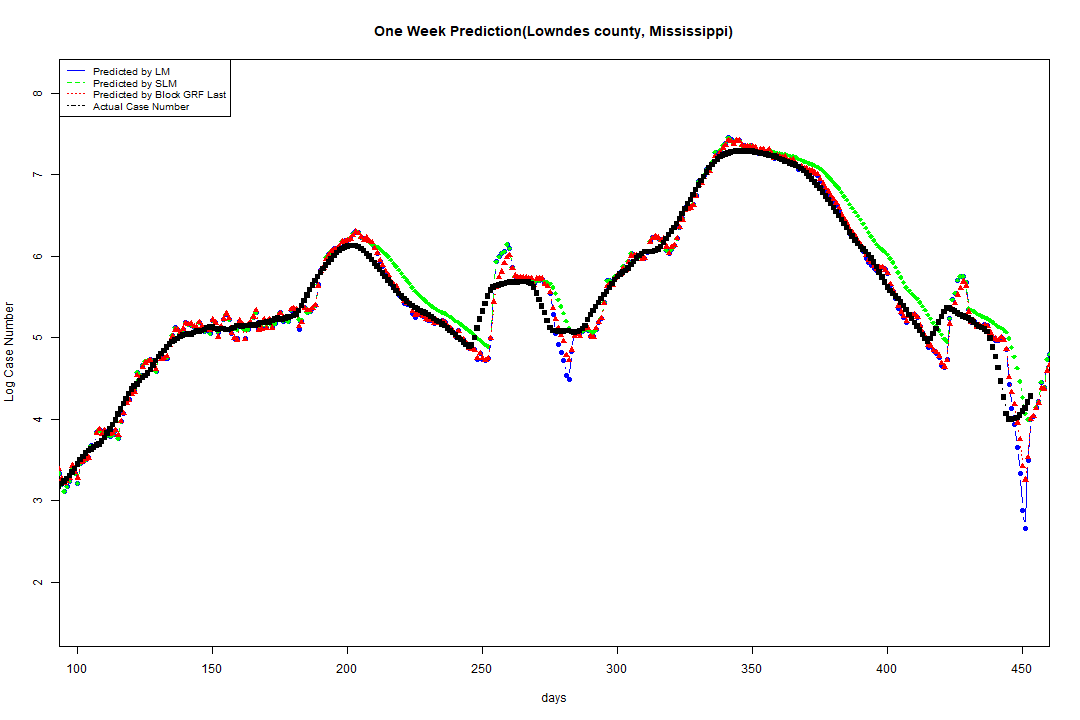 One Week Prediction(Lowndes county, Mississippi)
Predicted by LM
Predicted by SLM
Predicted by Block GRF Last
Actual Case Number
Log Case Number
8
7
6
5
4
3
2
100 150 200 250 300 350 400 450
days